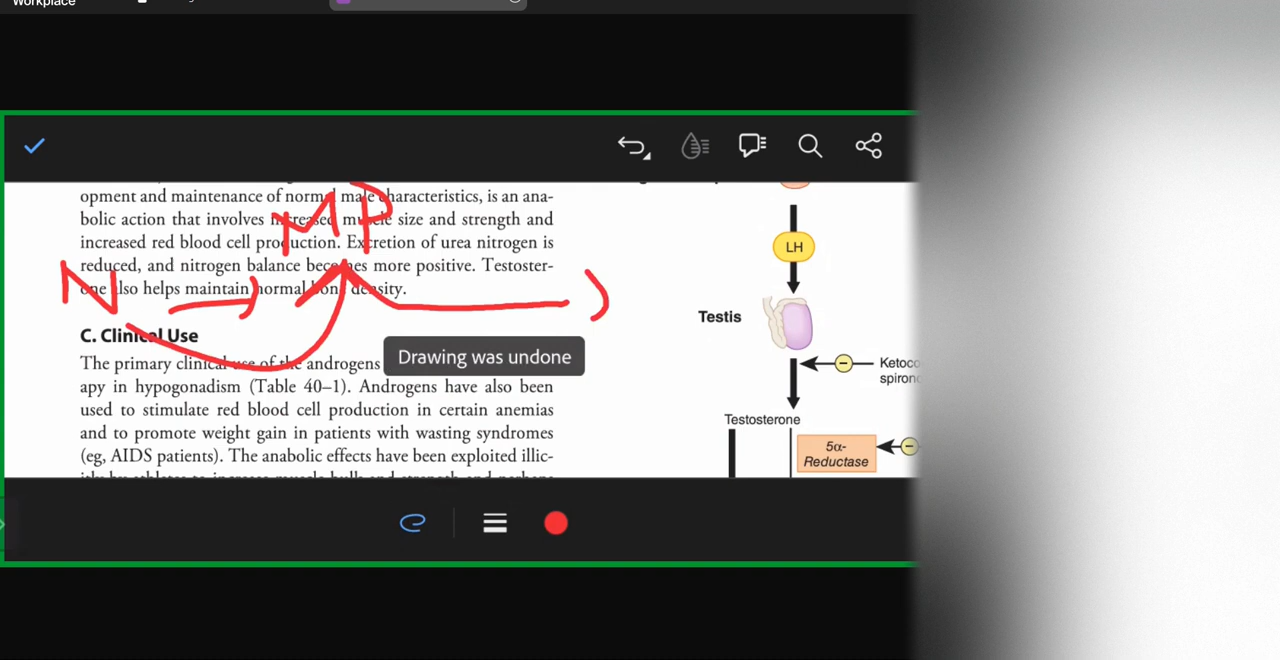 Workplace
opment and maintenance of normal male characteristics, is an ana-
bolic action that involves increased muscle size and strength and
increased red blood cell production. Excretion of urea nitrogen is
reduced, and nitrogen balance becomes more positive. Testoster-
one also helps maintain normal bone density.
MP
N
C. Clinical Use
The primary clinical use of the androgens
apy in hypogonadism (Table 40–1). Androgens have also been
used to stimulate red blood cell production in certain anemias
and to promote weight gain in patients with wasting syndromes
(eg, AIDS patients). The anabolic effects have been exploited illic-
Drawing was undone
LH
Testis
Ketoco
spirono
Testosterone
5α-
Reductase